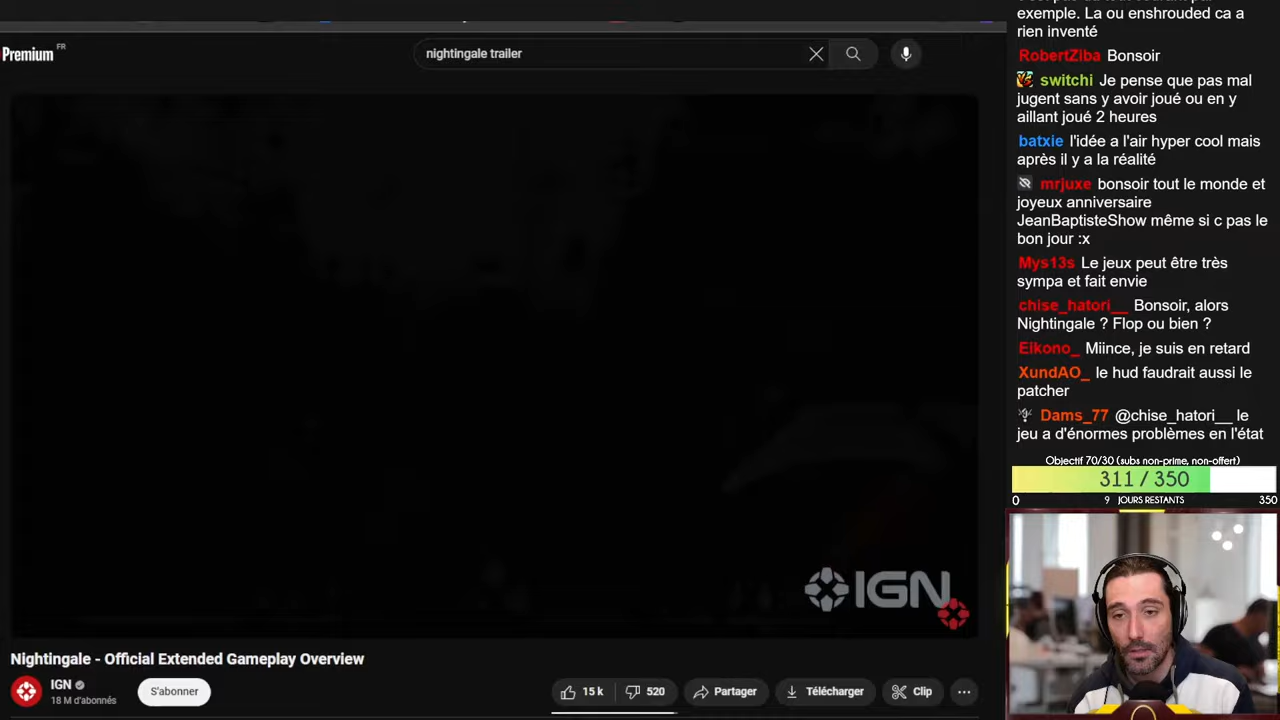 Premium FR
nightingale trailer
IGN
Nightingale - Official Extended Gameplay Overview
IGN
18 M d'abonnés
S'abonner
15 k
520
Partager
Télécharger
Clip
exemple. La ou enshrouded ca a
rien inventé
RobertZiba Bonsoir
switchi Je pense que pas mal
jugent sans y avoir joué ou en y
aillant joué 2 heures
batxie l'idée a l'air hyper cool mais
après il y a la réalité
mrjuxe bonsoir tout le monde et
joyeux anniversaire
JeanBaptisteShow même si c pas le
bon jour :x
Mys13s Le jeux peut être très
sympa et fait envie
chise_hatori__ Bonsoir, alors
Nightingale ? Flop ou bien ?
Eikono_ Miince, je suis en retard
XundAO_ le hud faudrait aussi le
patcher
Dams_77 @chise_hatori__ le
jeu a d'énormes problèmes en l'état
Objectif 70/30 (subs non-prime, non-offert)
311 / 350
0 9 JOURS RESTANTS 350